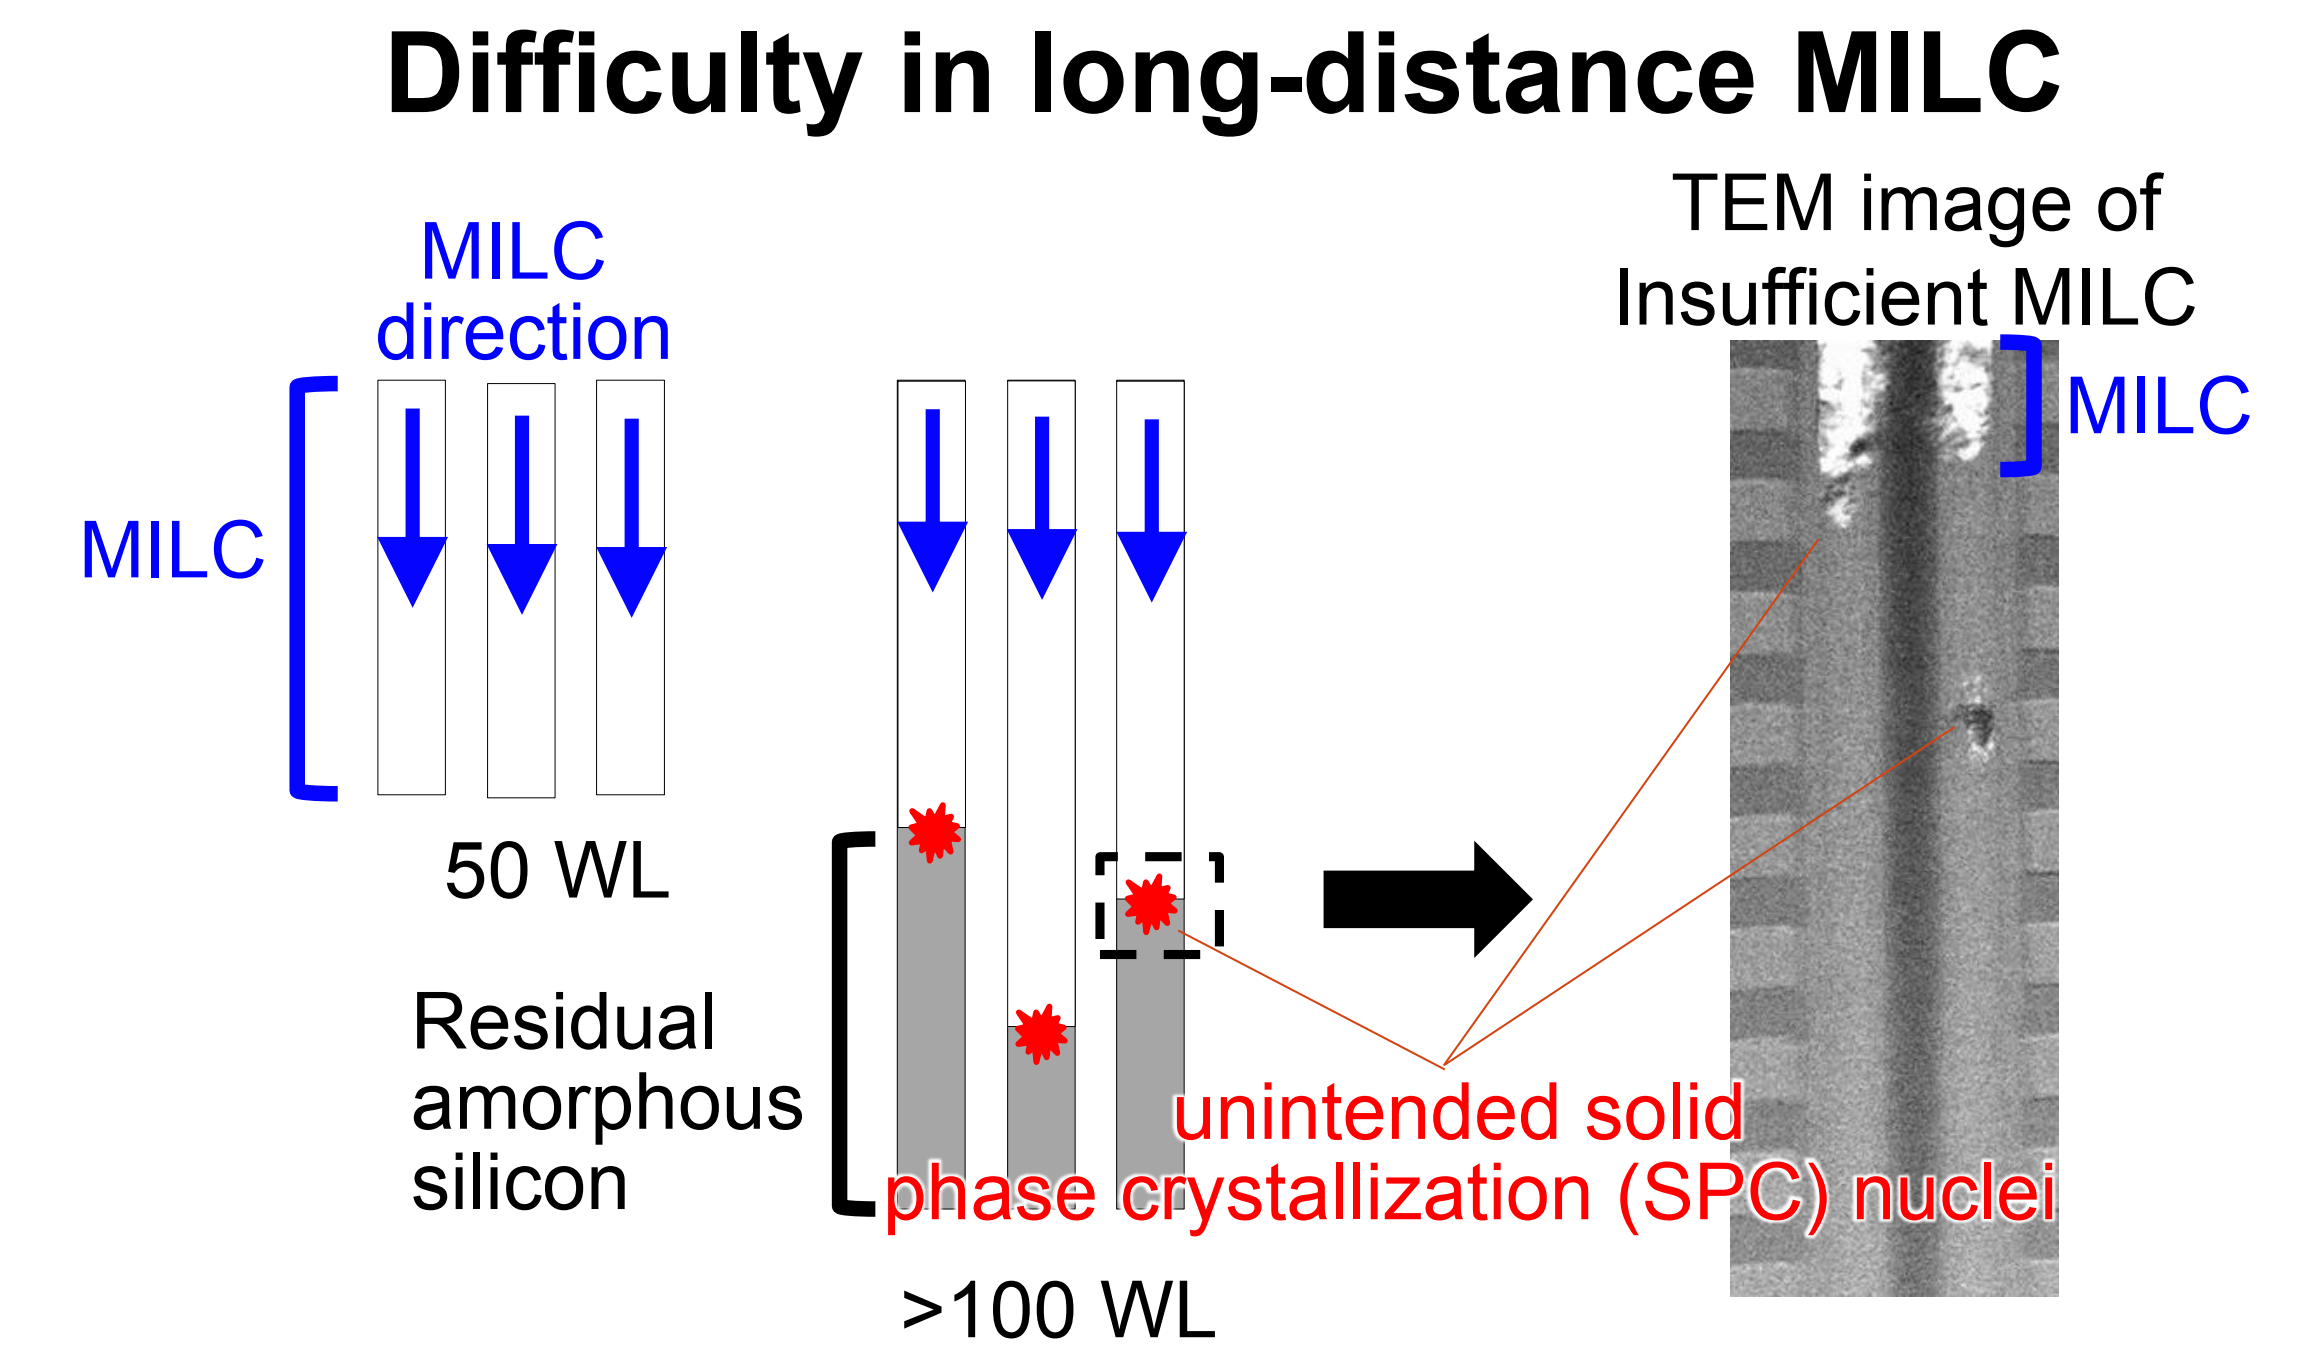 Difficulty in long-distance MILC
TEM image of
Insufficient MILC
MILC
direction
MILC
MILC
50 WL
Residual
amorphous
silicon
unintended solid
phase crystallization (SPC) nuclei
>100 WL